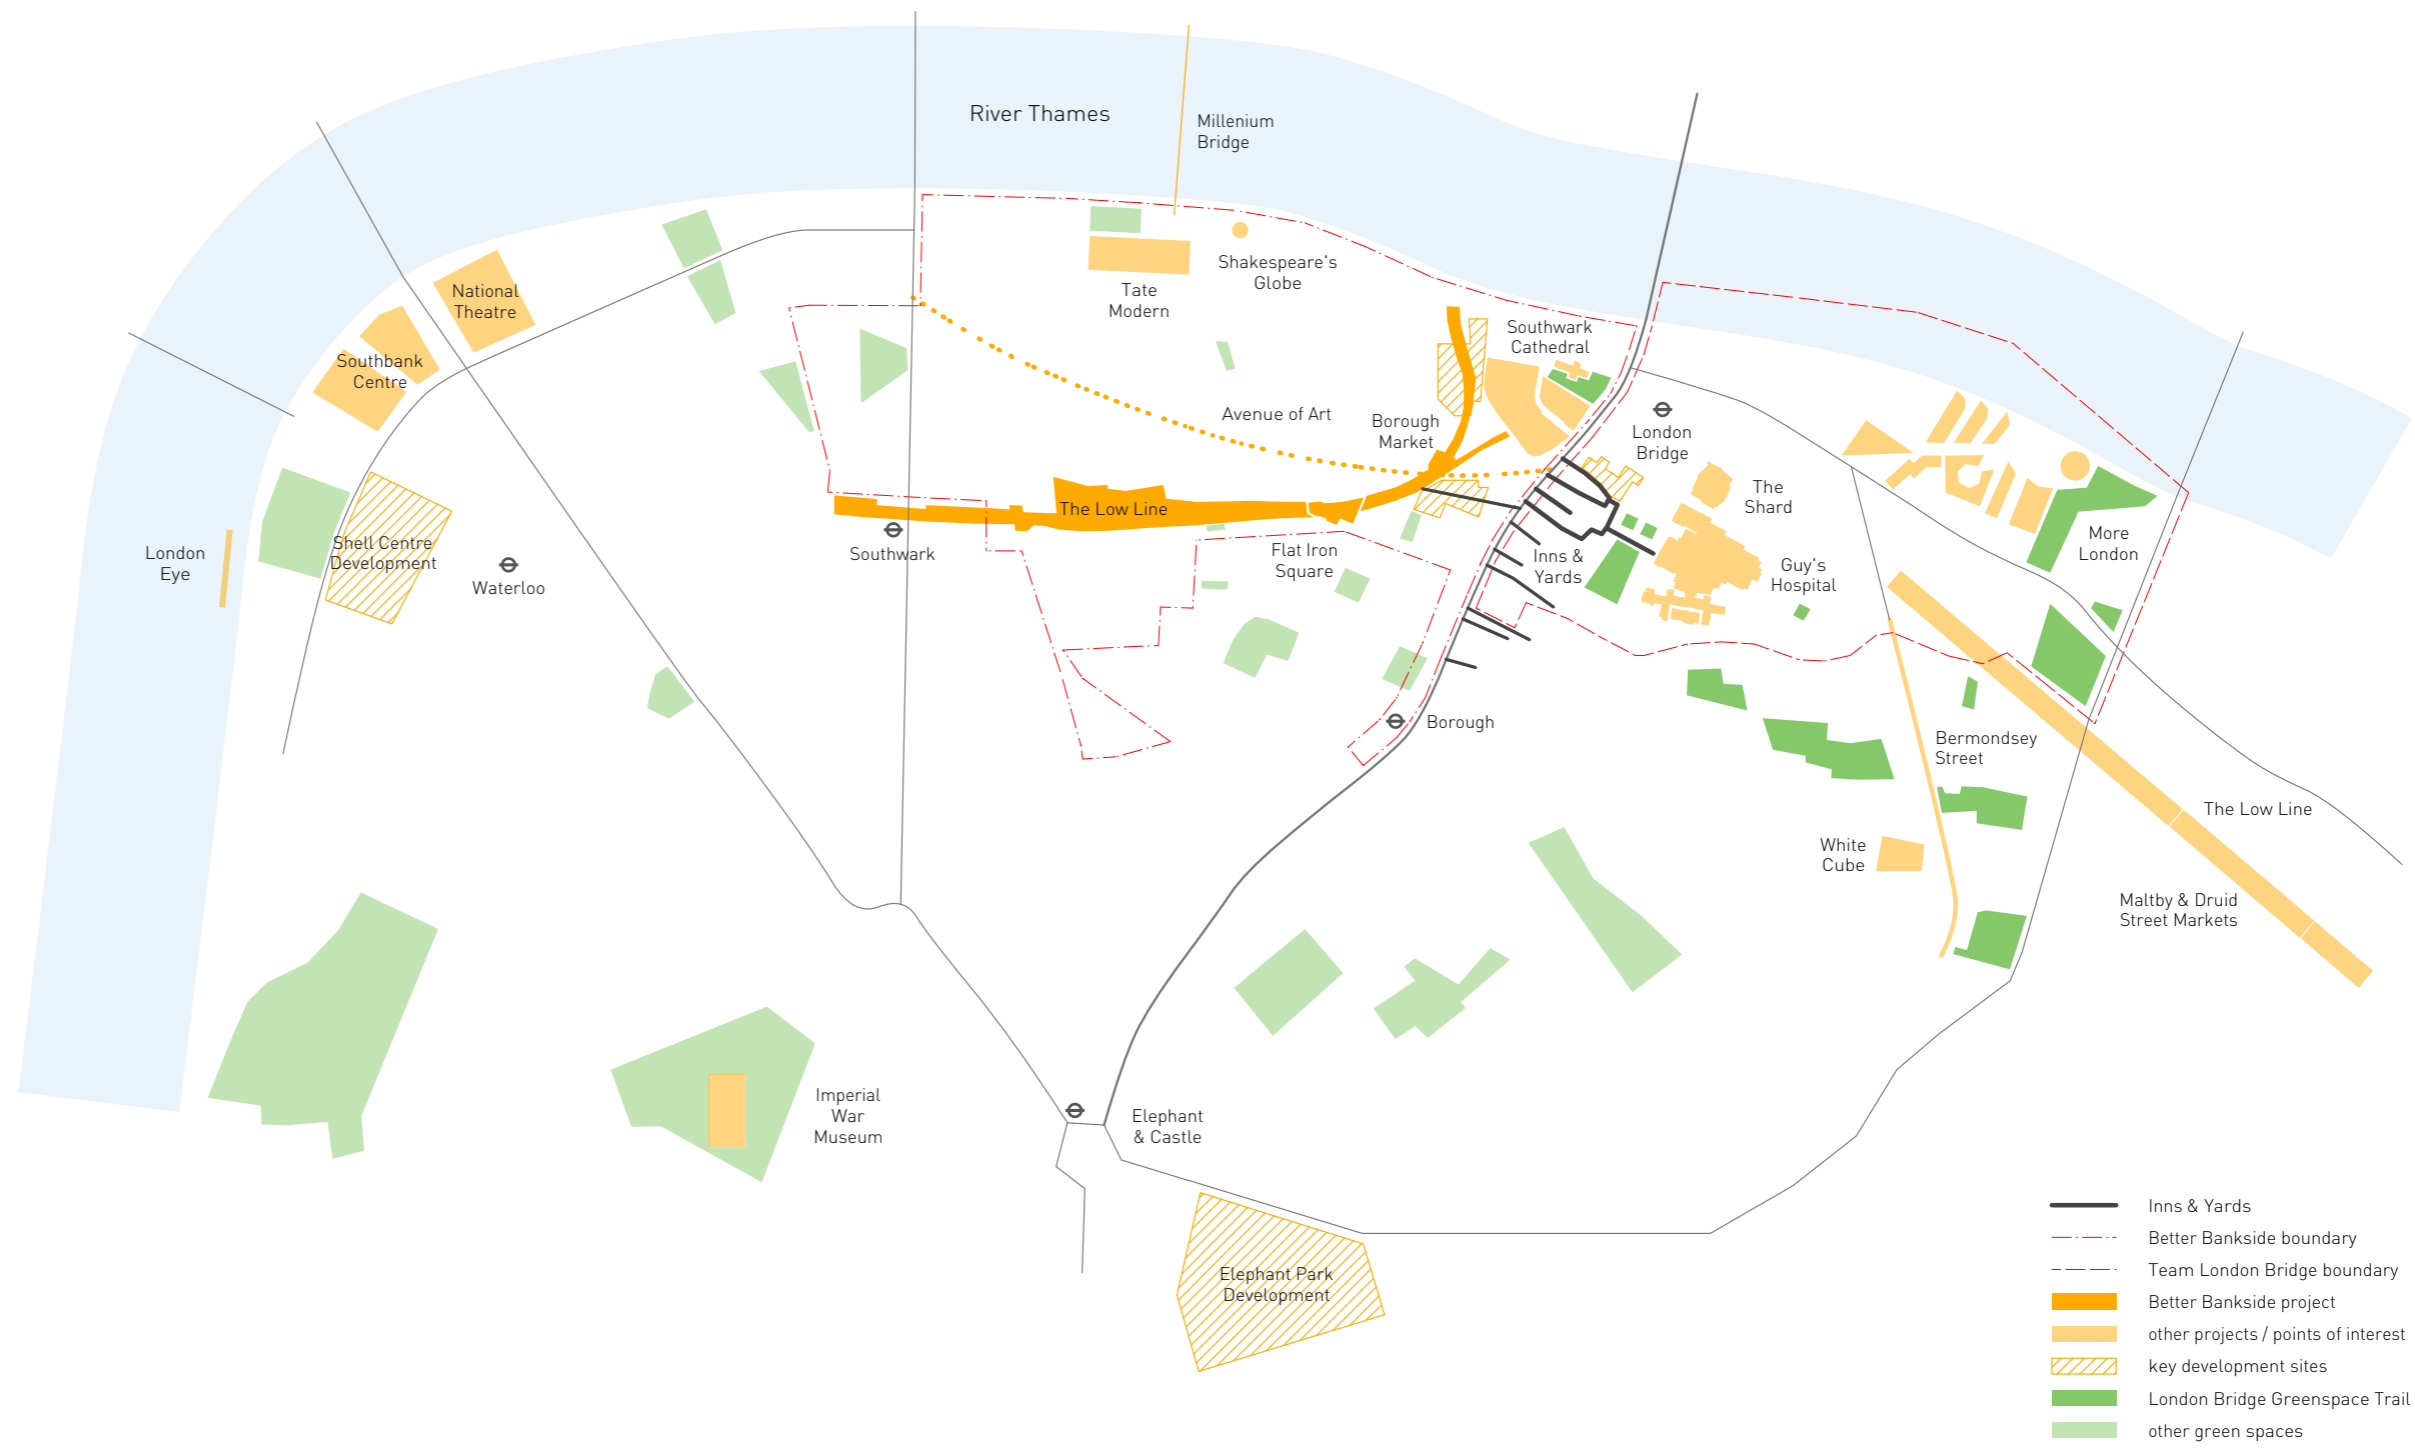 River Thames
Millenium
Bridge
National
Theatre
Shakespeare's
Globe
Tate
Modern
Southbank
Centre
Southwark
Cathedral
Avenue of Art
Borough
Market
London
Bridge
The
Shard
The Low Line
London
Eye
Shell Centre
Development
Waterloo
Southwark
Flat Iron
Square
Inns &
Yards
Guy's
Hospital
More
London
Borough
Bermondsey
Street
The Low Line
White
Cube
Maltby & Druid
Street Markets
Imperial
War
Museum
Elephant
& Castle
Elephant Park
Development
Inns & Yards
Better Bankside boundary
Team London Bridge boundary
Better Bankside project
other projects / points of interest
key development sites
London Bridge Greenspace Trail
other green spaces